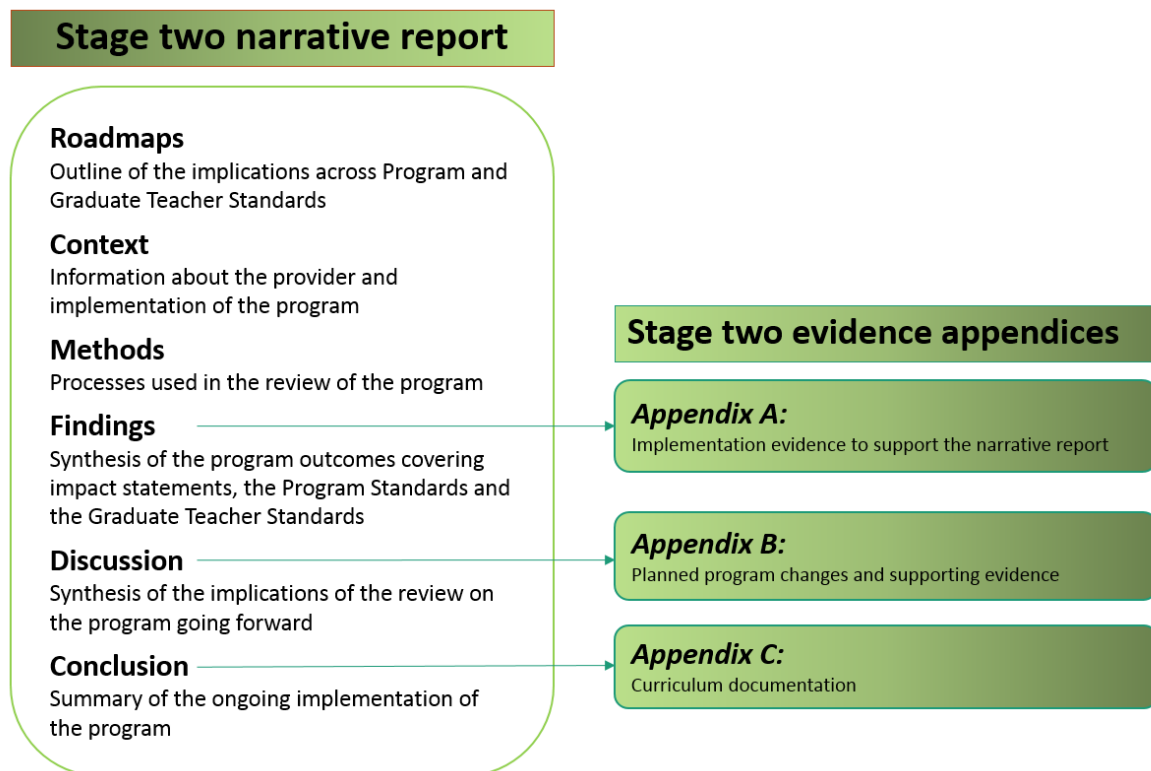 Stage two narrative report
Roadmaps
Outline of the implications across Program and
Graduate Teacher Standards
Context
Information about the provider and
implementation of the program
Methods
Processes used in the review of the program
Findings
Synthesis of the program outcomes covering
impact statements, the Program Standards and
the Graduate Teacher Standards
Discussion
Synthesis of the implications of the review on
the program going forward
Conclusion
Summary of the ongoing implementation of
the program
Stage two evidence appendices
Appendix A:
Implementation evidence to support the narrative report
Appendix B:
Planned program changes and supporting evidence
Appendix C:
Curriculum documentation